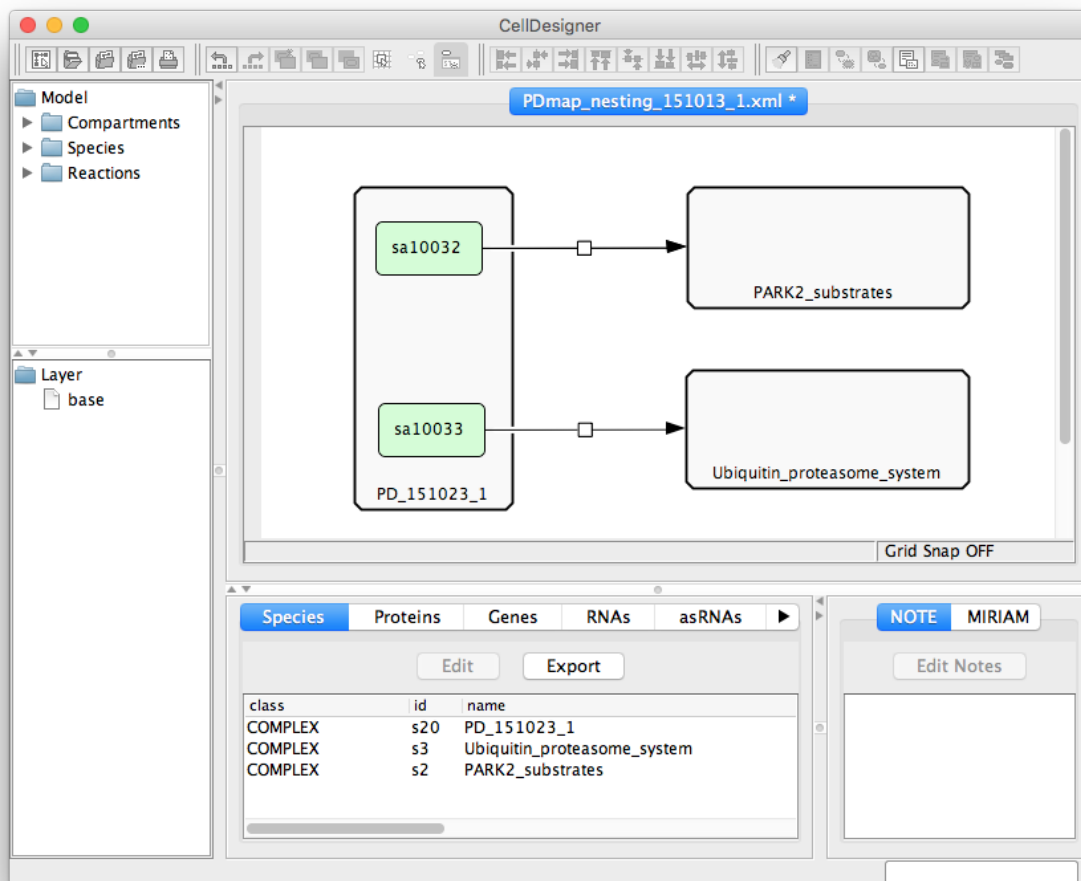 CellDesigner
Model
Compartments
Species
Reactions
Layer
base
PDmap_nesting_151013_1.xml *
sa10032
PARK2_substrates
sa10033
Ubiquitin_proteasome_system
PD_151023_1
Grid Snap OFF
Species Proteins Genes RNAs asRNAs
Edit Export
class id name
COMPLEX s20 PD_151023_1
COMPLEX s3 Ubiquitin_proteasome_system
COMPLEX s2 PARK2_substrates
NOTE MIRIAM
Edit Notes